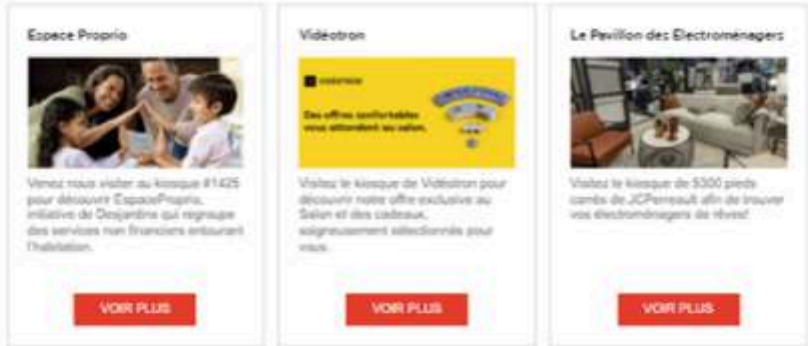 Espace Proprio
Venez nous visiter au kiosque #1425
pour découvrir EspaceProprio,
initiative de Desjardins qui regroupe
des services non financiers entourant
l'habitation.
VOIR PLUS
Vidéotron
VIDEOTRON
Des offres confortables
vous attendent au salon.
Visitez le kiosque de Vidéotron pour
découvrir notre offre exclusive au
Salon et des cadeaux,
soigneusement sélectionnés pour
vous.
VOIR PLUS
Le Pavillon des Électroménagers
Visitez le kiosque de 5300 pieds
carrés de JCPerreault afin de trouver
vos électroménagers de rêves!
VOIR PLUS